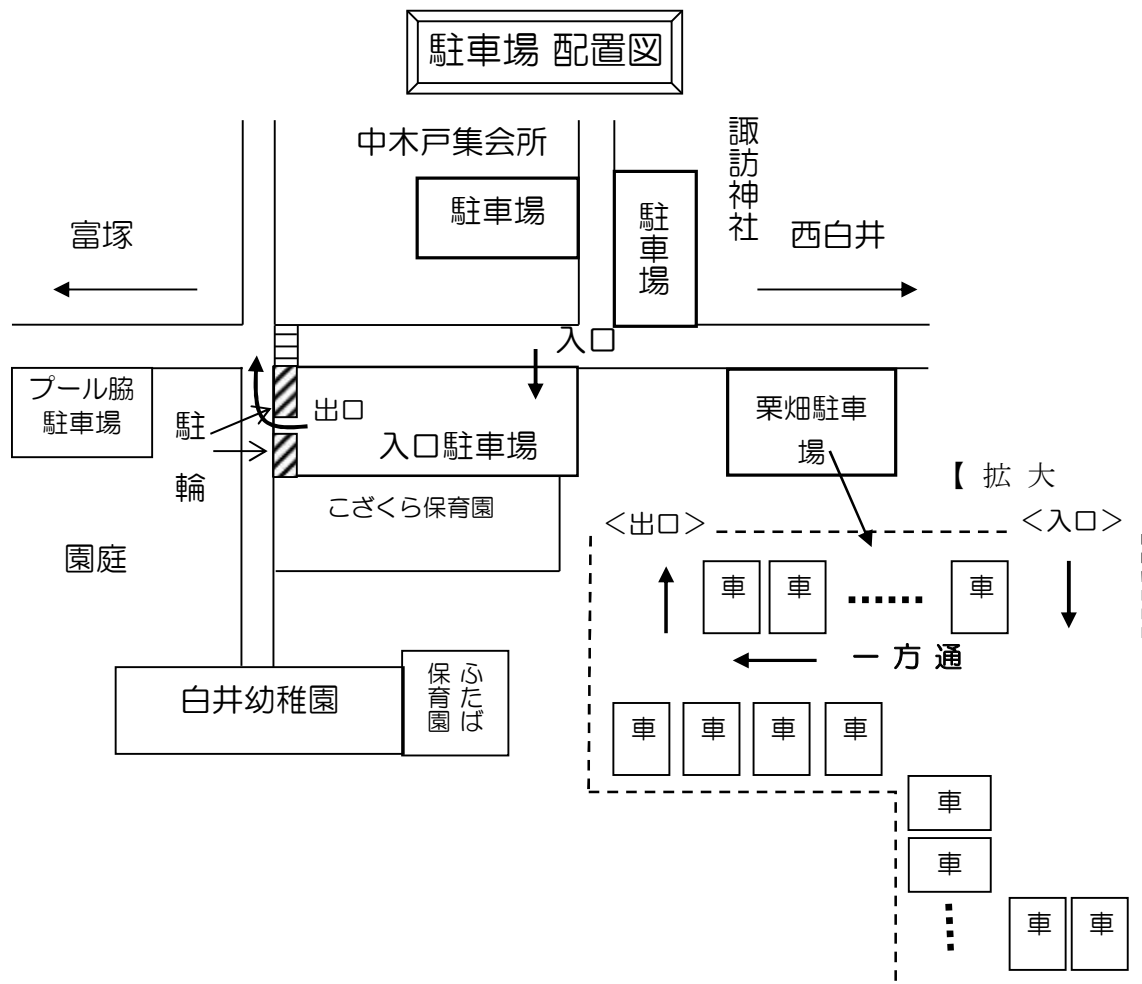 駐車場 配置図
中木戸集会所
諏訪神社
駐車場
駐車場
富塚
西白井
入口
プール脇
駐車場
駐
輪
出口
入口駐車場
栗畑駐車
場
こざくら保育園
園庭
白井幼稚園
ふたば
保育園
【 拡 大
＜出口＞
＜入口＞
車
車
車
一 方 通
車
車
車
車
車
車
車
車